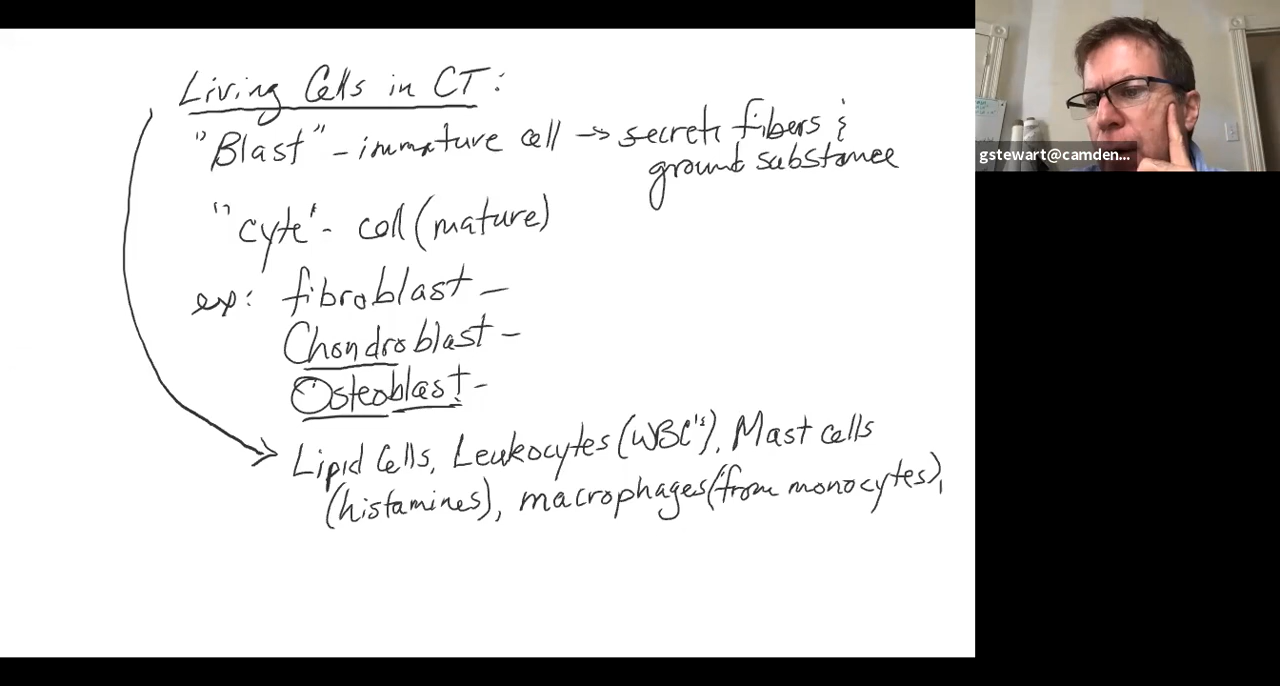 Living Cells in CT:
"Blast" - immature cell → secrete fibers &
ground substance
"cyte" - cell (mature)
ex: fibroblast -
Chondroblast -
Osteoblast -
Lipid Cells, Leukocytes (WBC's), Mast cells
(histamines), macrophages (from monocytes),
gstewart@camden...